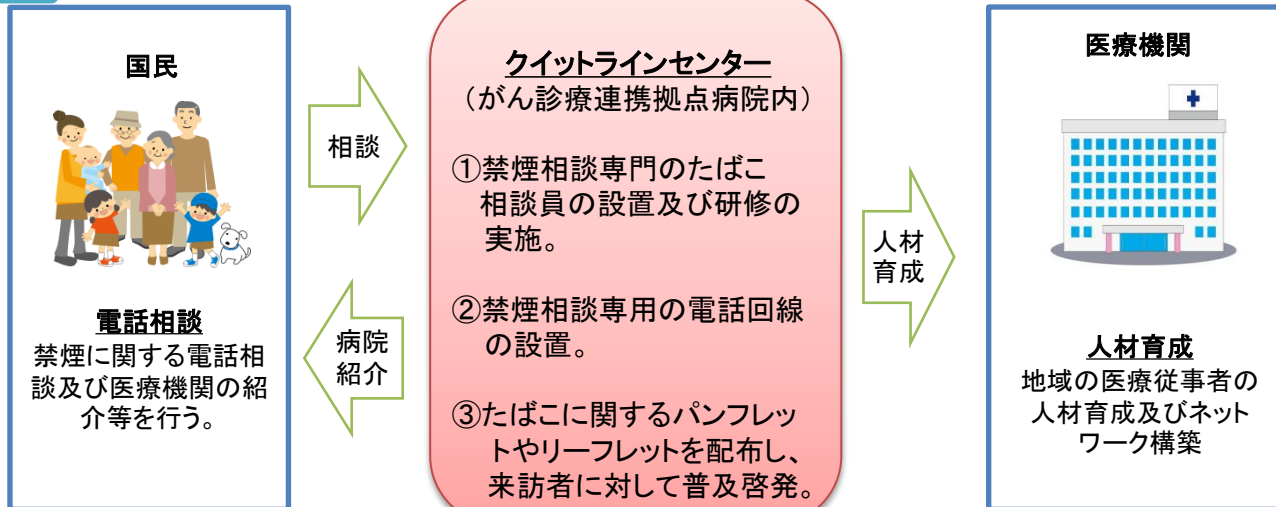 国民
電話相談
禁煙に関する電話相
談及び医療機関の紹
介等を行う。
相談
病院
紹介
クイットラインセンター
（がん診療連携拠点病院内）
①禁煙相談専門のたばこ
相談員の設置及び研修の
実施。
②禁煙相談専用の電話回線
の設置。
③たばこに関するパンフレッ
トやリーフレットを配布し、
来訪者に対して普及啓発。
人材
育成
医療機関
人材育成
地域の医療従事者の
人材育成及びネット
ワーク構築